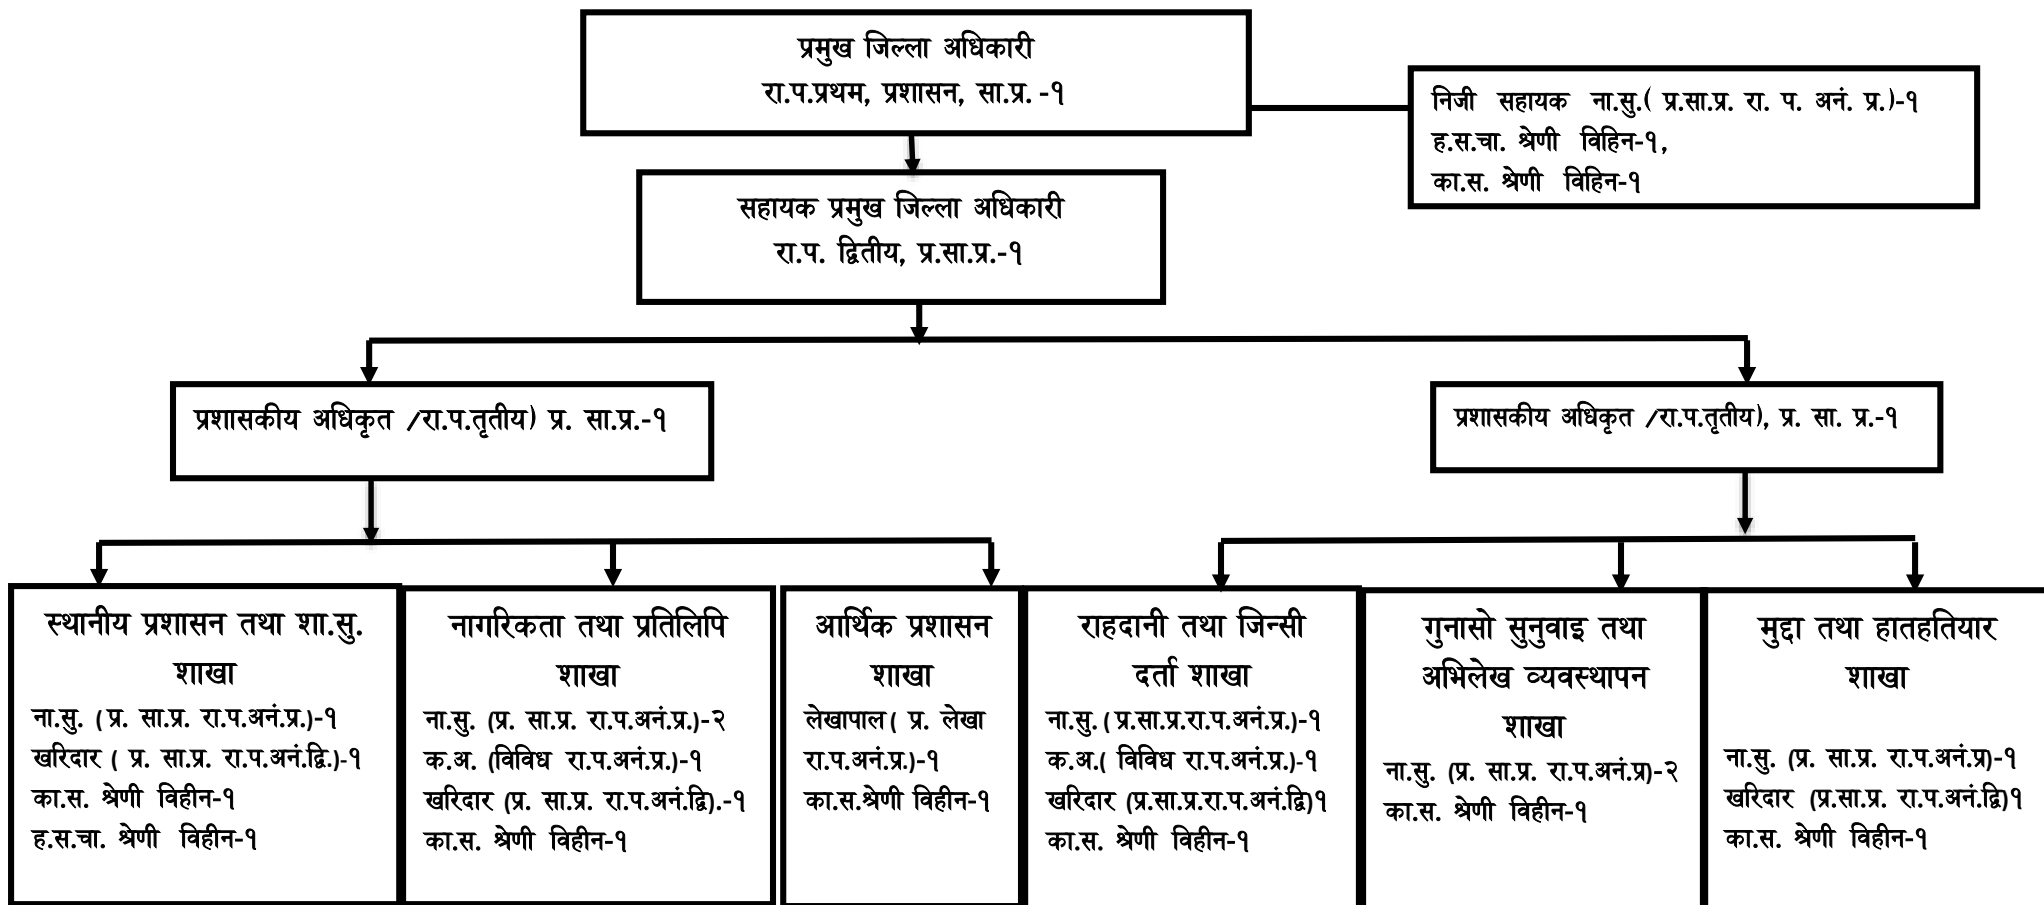 प्रमुख जिल्ला अधिकारी
रा.प.प्रथम, प्रशासन, सा.प्र. -१
निजी सहायक ना.सु.( प्र.सा.प्र. रा. प. अनं. प्र.)-१
ह.स.चा. श्रेणी विहिन-१,
का.स. श्रेणी विहिन-१
सहायक प्रमुख जिल्ला अधिकारी
रा.प. द्वितीय, प्र.सा.प्र.-१
प्रशासकीय अधिकृत /रा.प.तृतीय) प्र. सा.प्र.-१
प्रशासकीय अधिकृत /रा.प.तृतीय), प्र. सा. प्र.-१
स्थानीय प्रशासन तथा शा.सु.
शाखा
ना.सु. ( प्र. सा.प्र. रा.प.अनं.प्र.)-१
खरिदार ( प्र. सा.प्र. रा.प.अनं.द्वि.)-१
का.स. श्रेणी विहीन-१
ह.स.चा. श्रेणी विहीन-१
नागरिकता तथा प्रतिलिपि
शाखा
ना.सु. (प्र. सा.प्र. रा.प.अनं.प्र.)-२
क.अ. (विविध रा.प.अनं.प्र.)-१
खरिदार (प्र. सा.प्र. रा.प.अनं.द्वि).-१
का.स. श्रेणी विहीन-१
आर्थिक प्रशासन
शाखा
लेखापाल ( प्र. लेखा
रा.प.अनं.प्र.)-१
का.स.श्रेणी विहीन-१
राहदानी तथा जिन्सी
दर्ता शाखा
ना.सु. ( प्र.सा.प्र.रा.प.अनं.प्र.)-१
क.अ.( विविध रा.प.अनं.प्र.)-१
खरिदार (प्र.सा.प्र.रा.प.अनं.द्वि)१
का.स. श्रेणी विहीन-१
गुनासो सुनुवाइ तथा
अभिलेख व्यवस्थापन
शाखा
ना.सु. (प्र. सा.प्र. रा.प.अनं.प्र)-२
का.स. श्रेणी विहीन-१
मुद्दा तथा हातहतियार
शाखा
ना.सु. (प्र. सा.प्र. रा.प.अनं.प्र)-१
खरिदार (प्र.सा.प्र. रा.प.अनं.द्वि)१
का.स. श्रेणी विहीन-१